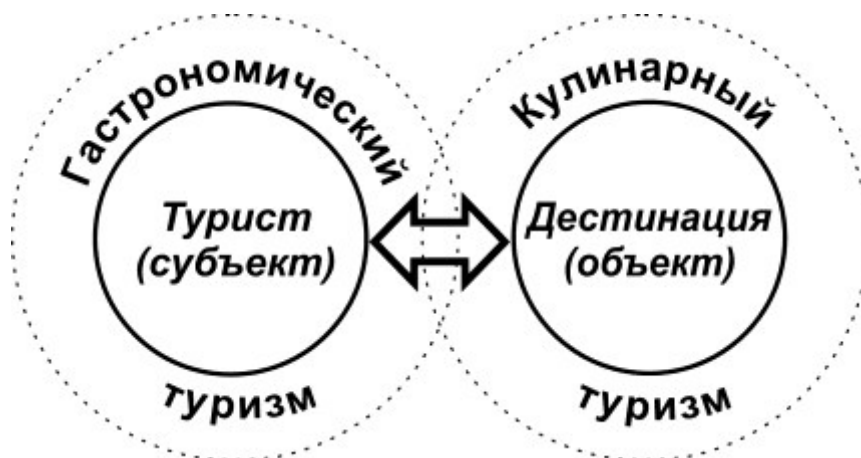 Гастрономический
Турист
(субъект)
туризм
Кулинарный
Дестинация
(объект)
туризм